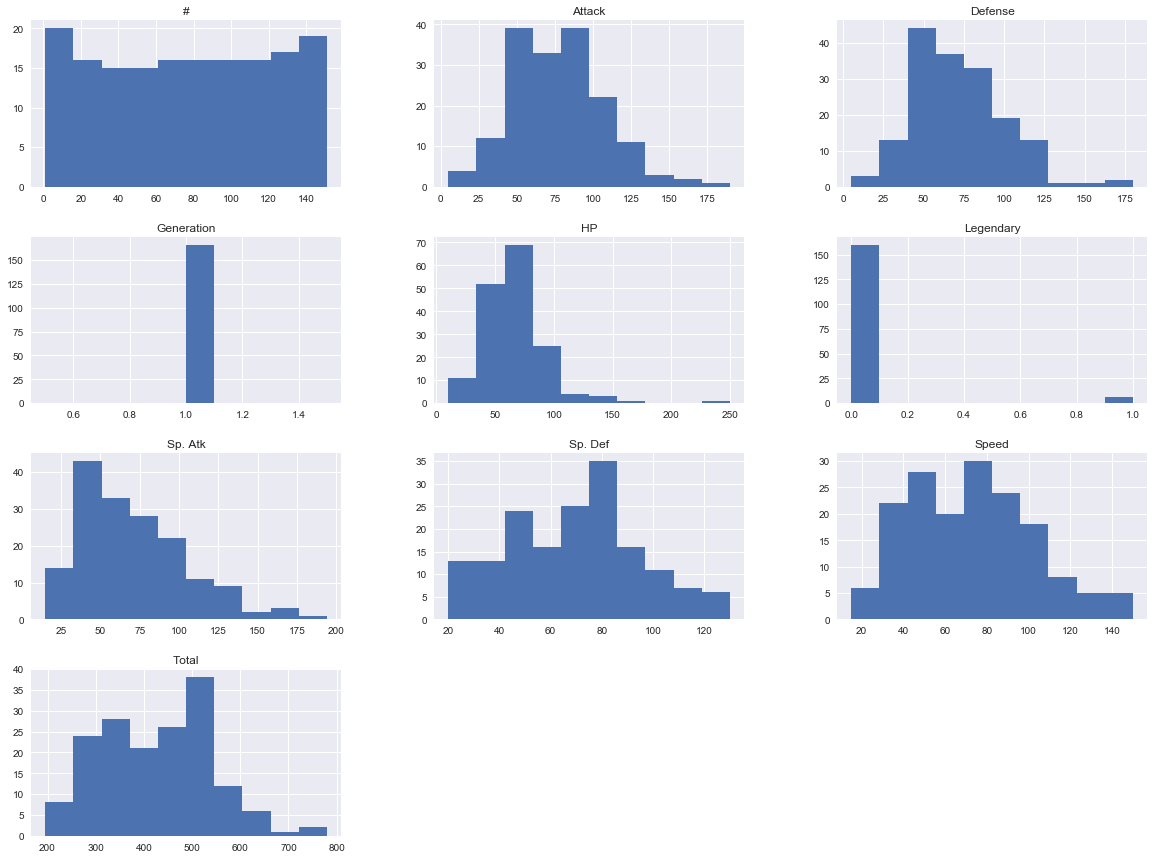 # Attack Defense
20 15 10 5 0
0 20 40 60 80 100 120 140
40 30 20 10 0
0 25 50 75 100 125 150 175
40 30 20 10 0
0 25 50 75 100 125 150 175
Generation HP Legendary
150 125 100 75 50 25 0
0.6 0.8 1.0 1.2 1.4
70 60 50 40 30 20 10 0
50 100 150 200 250
150 125 100 75 50 25 0
0.0 0.2 0.4 0.6 0.8 1.0
Sp. Atk Sp. Def Speed
40 30 20 10 0
25 50 75 100 125 150 175 200
35 30 25 20 15 10 5 0
20 40 60 80 100 120
30 25 20 15 10 5 0
20 40 60 80 100 120 140
Total
40 35 30 25 20 15 10 5 0
200 300 400 500 600 700 800